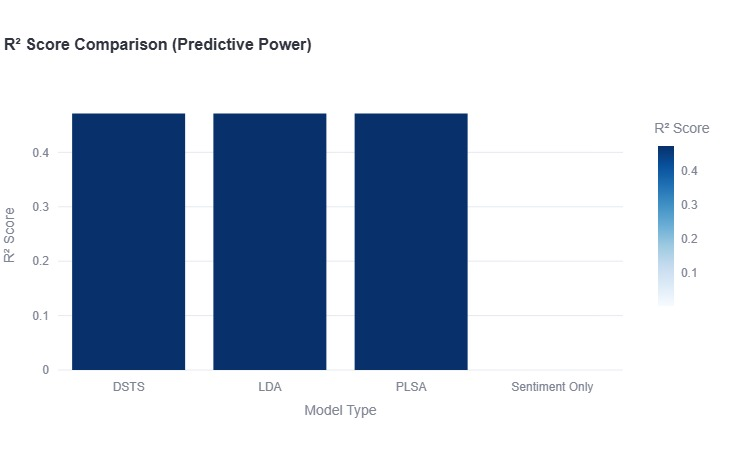 R² Score Comparison (Predictive Power)
R² Score
0.4
0.3
0.2
0.1
0
DSTS
LDA
PLSA
Sentiment Only
Model Type
R² Score
0.4
0.3
0.2
0.1